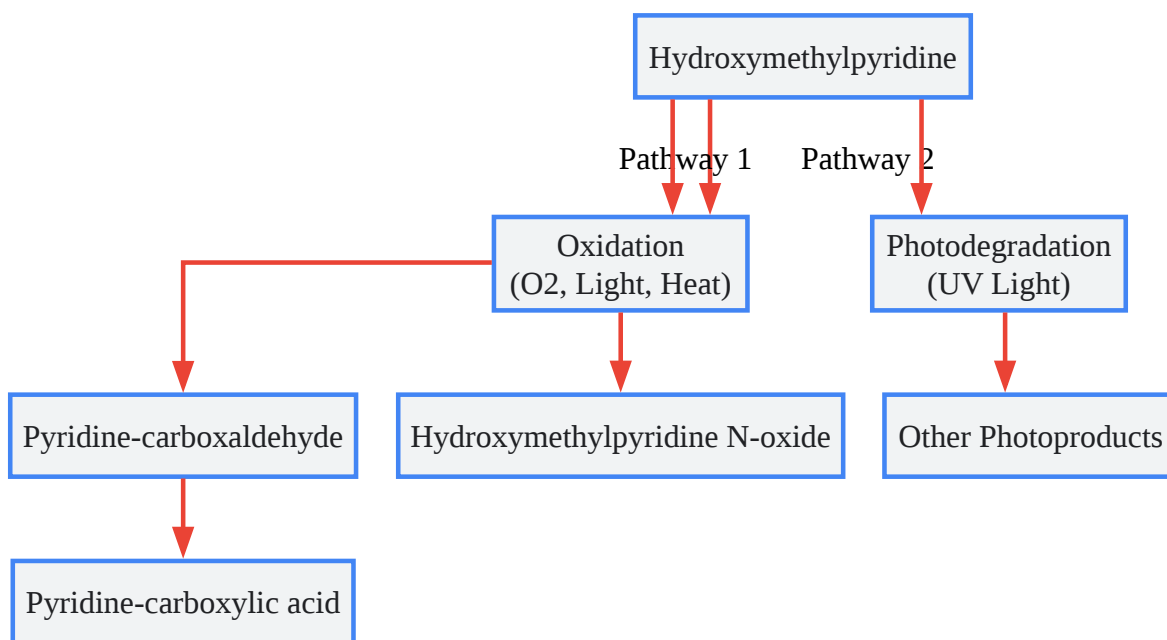 Hydroxymethylpyridine
Pathway 1
Pathway 2
Oxidation
(O2, Light, Heat)
Photodegradation
(UV Light)
Pyridine-carboxaldehyde
Hydroxymethylpyridine N-oxide
Other Photoproducts
Pyridine-carboxylic acid